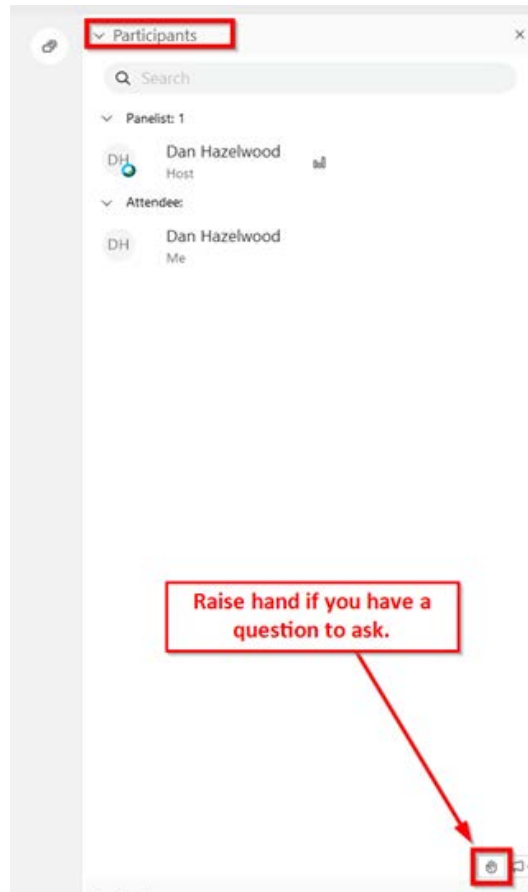 Participants
Search
Panelist: 1
DH
Dan Hazelwood
Host
Attendee:
DH
Dan Hazelwood
Me
Raise hand if you have a
question to ask.